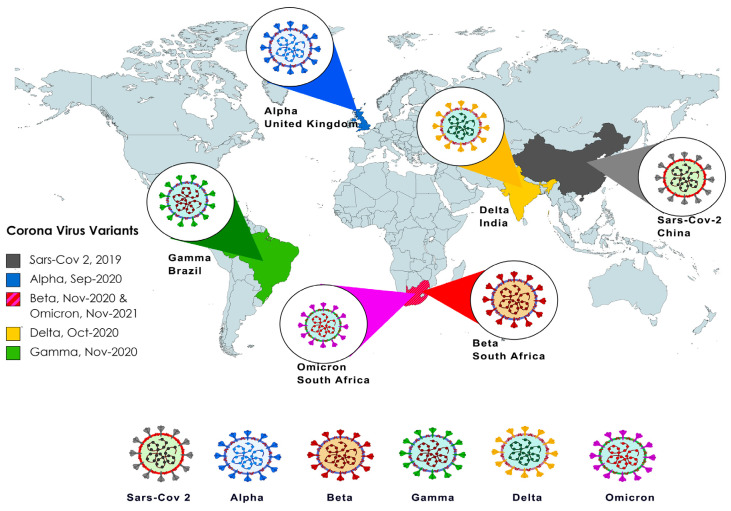 Alpha
United Kingdom
Delta
India
Sars-Cov-2
China
Gamma
Brazil
Corona Virus Variants
Sars-Cov 2, 2019
Alpha, Sep-2020
Beta, Nov-2020 &
Omicron, Nov-2021
Delta, Oct-2020
Gamma, Nov-2020
Omicron
South Africa
Beta
South Africa
Sars-Cov 2
Alpha
Beta
Gamma
Delta
Omicron